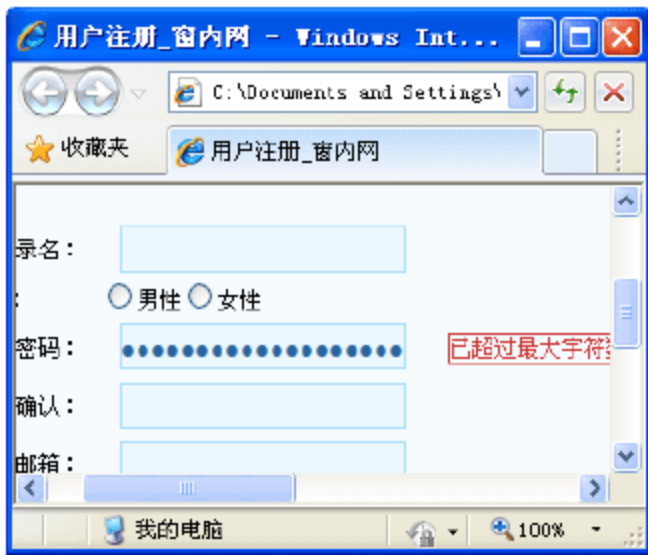 用户注册_窗内网 - Windows Int...
C:\Documents and Settings\
收藏夹
用户注册_窗内网
录名：
：
男性 女性
密码：
●●●●●●●●●●●●●●●●●●●
已超过最大字符数
确认：
邮箱：
我的电脑
100%